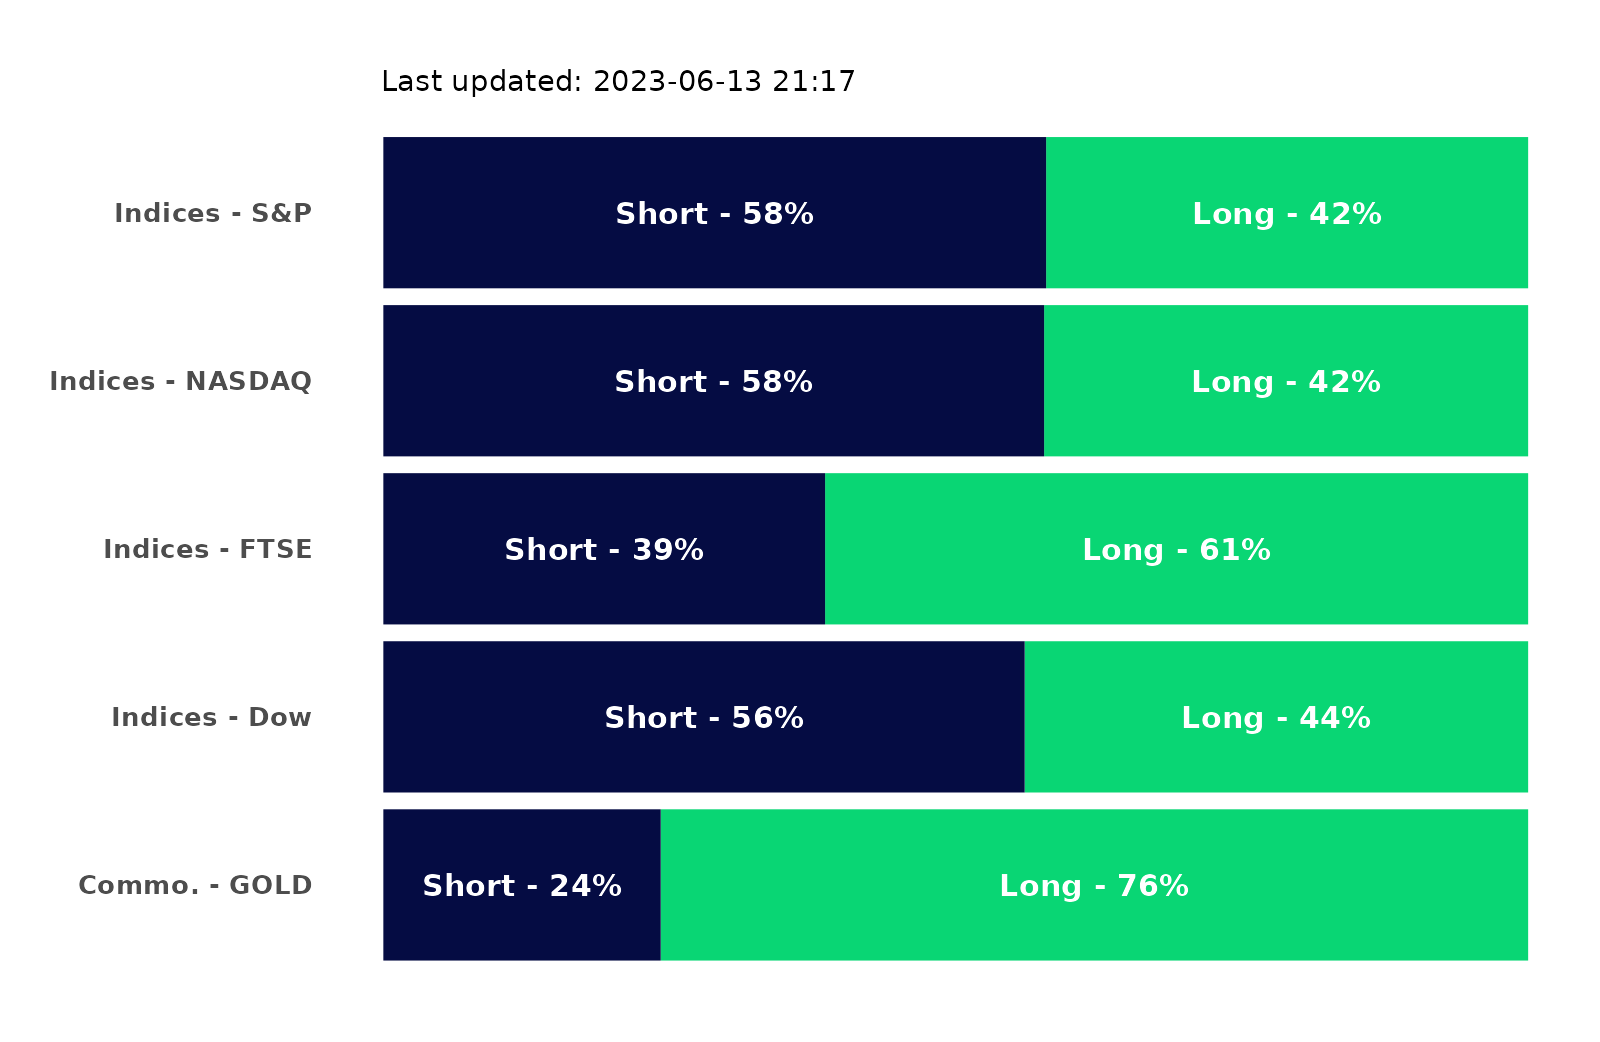 Last updated: 2023-06-13 21:17
Indices - S&P Short - 58% Long - 42%
Indices - NASDAQ Short - 58% Long - 42%
Indices - FTSE Short - 39% Long - 61%
Indices - Dow Short - 56% Long - 44%
Commo. - GOLD Short - 24% Long - 76%